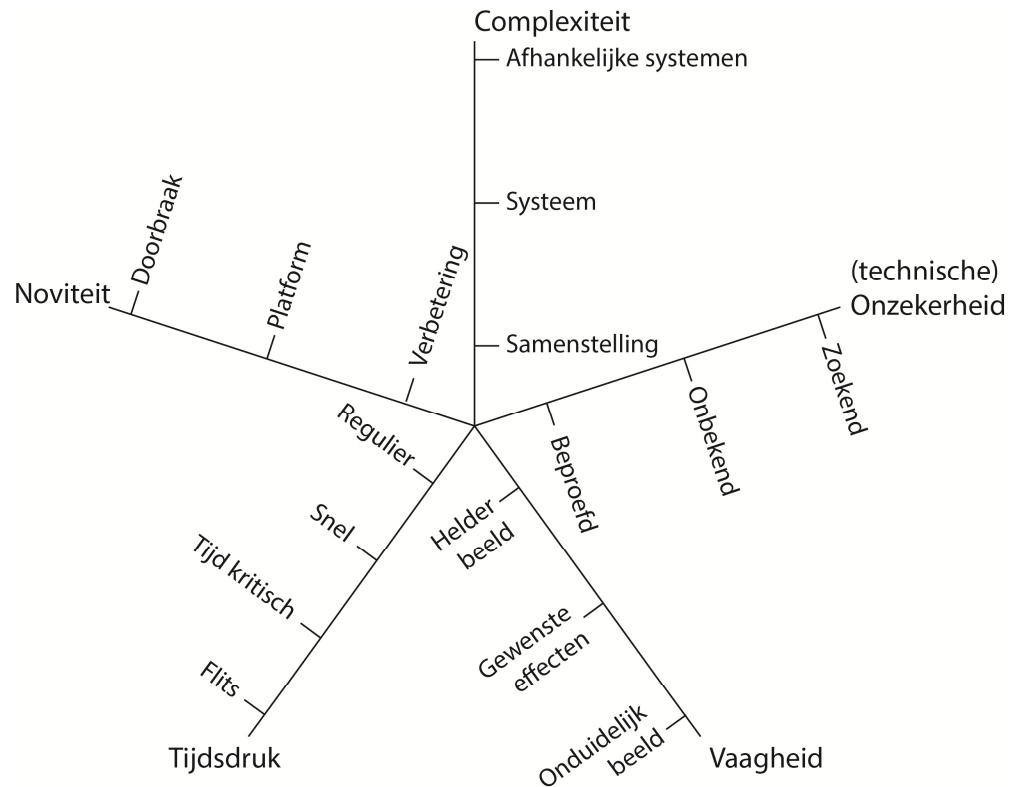 Complexiteit
Afhankelijke systemen
Systeem
Samenstelling
(technische)
Onzekerheid
Zoekend
Onbekend
Beproefd
Noviteit
Doorbraak
Platform
Verbetering
Regulier
Snel
Tijd kritisch
Flits
Tijdsdruk
Helder
beeld
Gewenste
effecten
Onduidelijk
beeld
Vaagheid